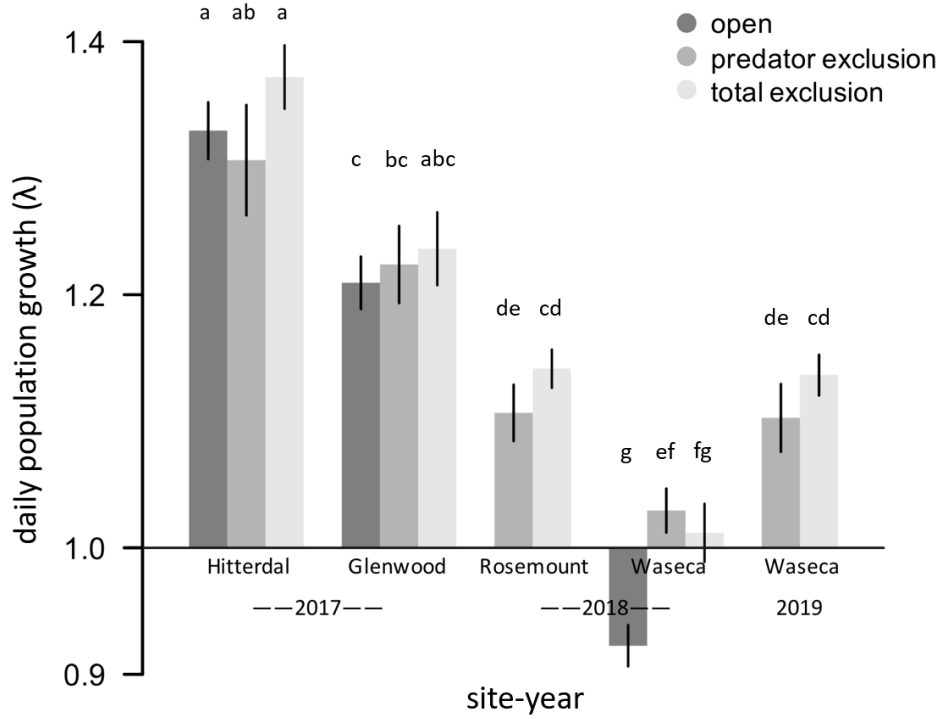 a ab a
open
predator exclusion
total exclusion
1.4
c bc abc
1.2
de cd
de cd
g ef fg
1.0
Hitterdal Glenwood Rosemount Waseca Waseca
——2017—— ——2018—— 2019
0.9
daily population growth (λ)
site-year